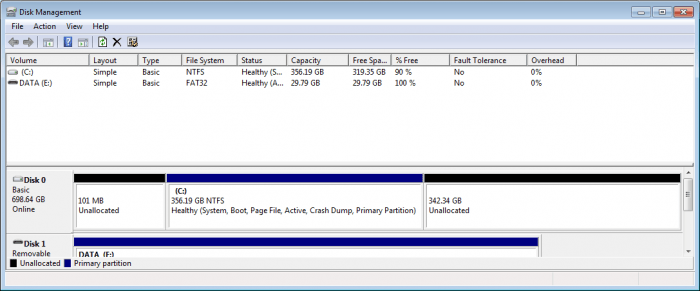 Disk Management
File Action View Help
Volume Layout Type File System Status Capacity Free Spa... % Free Fault Tolerance Overhead
(C:) Simple Basic NTFS Healthy (S... 356.19 GB 319.35 GB 90 % No 0%
DATA (E:) Simple Basic FAT32 Healthy (A... 29.79 GB 29.79 GB 100 % No 0%
Disk 0
Basic
698.64 GB
Online
101 MB
Unallocated
(C:)
356.19 GB NTFS
Healthy (System, Boot, Page File, Active, Crash Dump, Primary Partition)
342.34 GB
Unallocated
Disk 1
Removable
DATA (E:)
Unallocated Primary partition